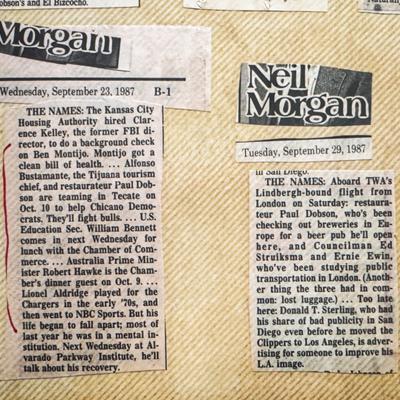 obson's and El Bizcocho.
Morgan
Wednesday, September 23, 1987 B-1
THE NAMES: The Kansas City
Housing Authority hired Clar-
ence Kelley, the former FBI di-
rector, to do a background check
on Ben Montijo. Montijo got a
clean bill of health. ... Alfonso
Bustamante, the Tijuana tourism
chief, and restaurateur Paul Dob-
son are teaming in Tecate on
Oct. 10 to help Chicano Demo-
crats. They'll fight bulls. ... U.S.
Education Sec. William Bennett
comes in next Wednesday for
lunch with the Chamber of Com-
merce. ... Australia Prime Min-
ister Robert Hawke is the Cham-
ber's dinner guest on Oct. 9. ...
Lionel Aldridge played for the
Chargers in the early '70s, and
then went to NBC Sports. But his
life began to fall apart; most of
last year he was in a mental in-
stitution. Next Wednesday at Al-
varado Parkway Institute, he'll
talk about his recovery.
Neil
Morgan
Tuesday, September 29, 1987
in San Diego.
THE NAMES: Aboard TWA's
Lindbergh-bound flight from
London on Saturday: restaura-
teur Paul Dobson, who's been
checking out breweries in Eu-
rope for a beer pub he'll open
here, and Councilman Ed
Struiksma and Ernie Ewin,
who've been studying public
transportation in London. (Anoth-
er thing the three had in com-
mon: lost luggage.) ... Too late
here: Donald T. Sterling, who had
his share of bad publicity in San
Diego even before he moved the
Clippers to Los Angeles, is adver-
tising for someone to improve his
L.A. image.